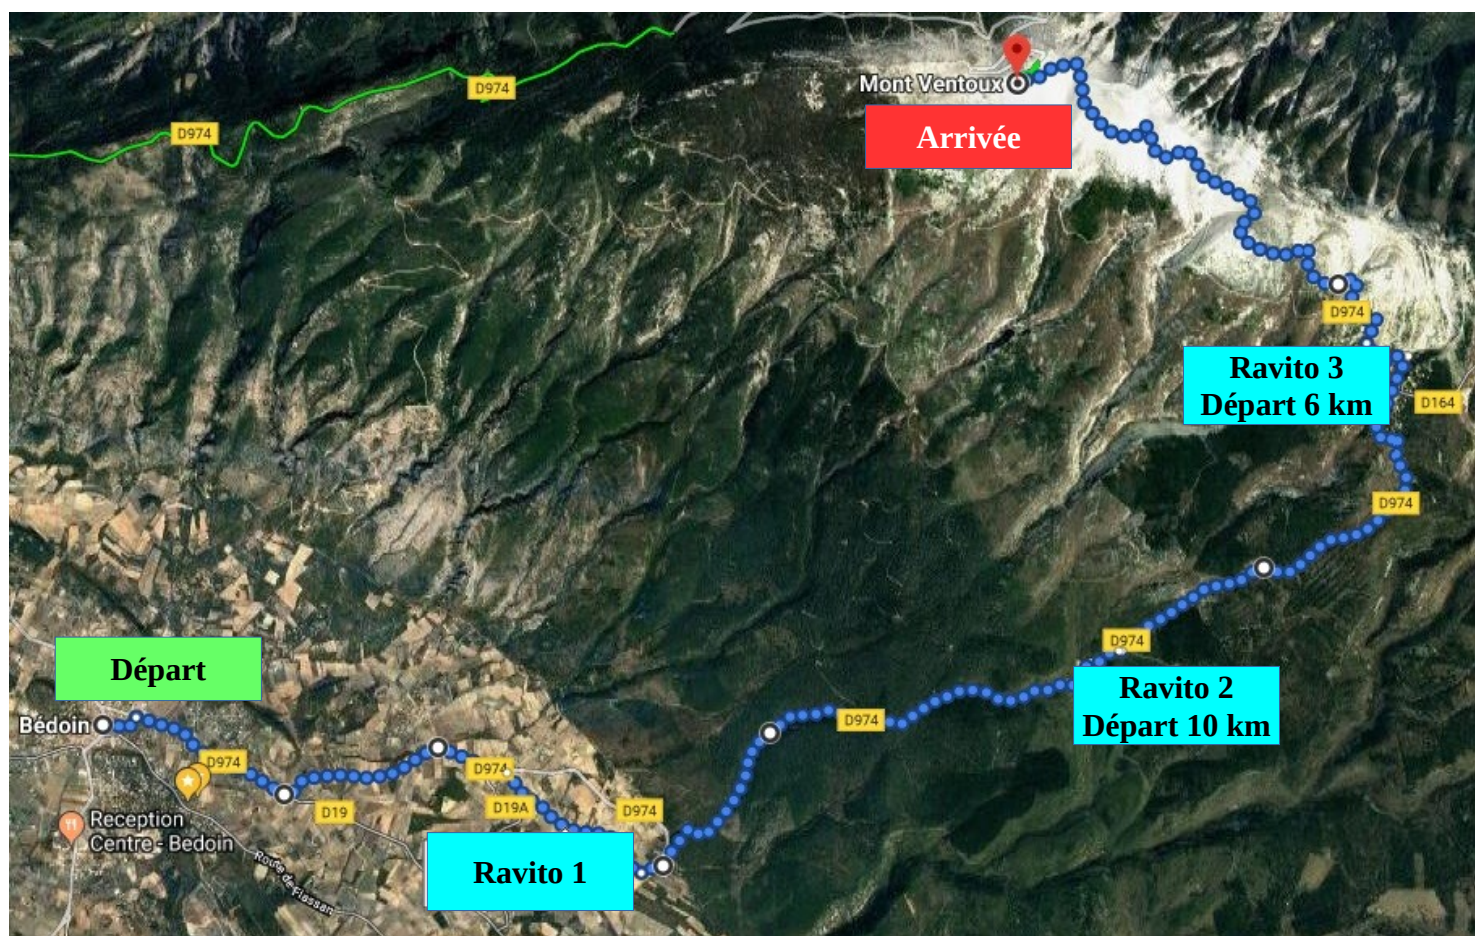 D974
D974
Mont Ventoux
Arrivée
D974
Ravito 3
Départ 6 km
D164
D974
D974
Départ
Ravito 2
Départ 10 km
Bédoin
D974
D974
D974
D19A
D974
D19
Reception
Centre - Bedoin
Route de Flassan
Ravito 1